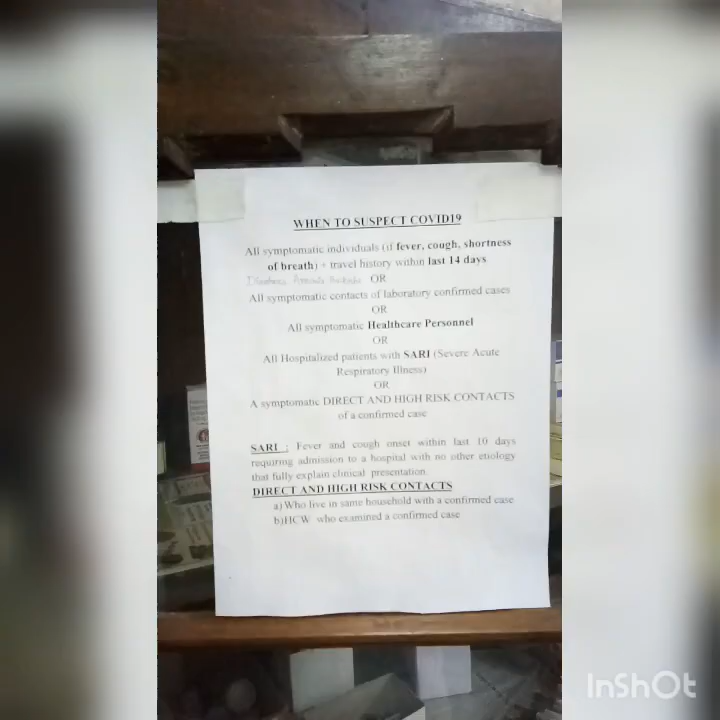 WHEN TO SUSPECT COVID19
All symptomatic individuals (if fever, cough, shortness
of breath) + travel history within last 14 days
OR
All symptomatic contacts of laboratory confirmed cases
OR
All symptomatic Healthcare Personnel
OR
All Hospitalized patients with SARI (Severe Acute
Respiratory Illness)
OR
A symptomatic DIRECT AND HIGH RISK CONTACTS
of a confirmed case
SARI : Fever and cough onset within last 10 days
requiring admission to a hospital with no other etiology
that fully explain clinical presentation.
DIRECT AND HIGH RISK CONTACTS
a) Who live in same household with a confirmed case
b)HCW who examined a confirmed case
InShOt